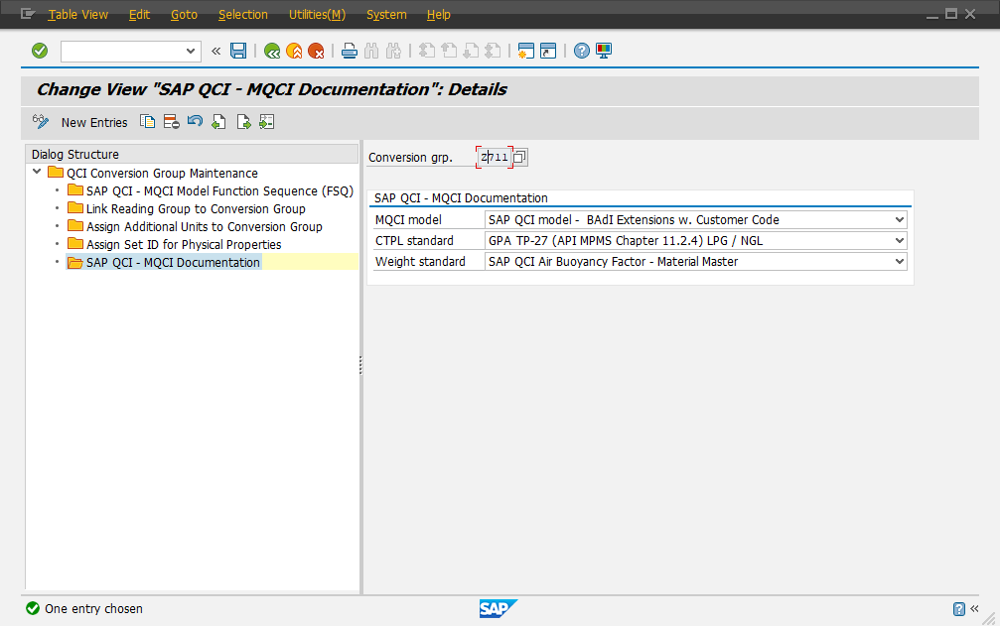 Table View Edit Goto Selection Utilities(M) System Help
Change View "SAP QCI - MQCI Documentation": Details
New Entries
Dialog Structure
QCI Conversion Group Maintenance
SAP QCI - MQCI Model Function Sequence (FSQ)
Link Reading Group to Conversion Group
Assign Additional Units to Conversion Group
Assign Set ID for Physical Properties
SAP QCI - MQCI Documentation
Conversion grp. Z711
SAP QCI - MQCI Documentation
MQCI model SAP QCI model - BAdI Extensions w. Customer Code
CTPL standard GPA TP-27 (API MPMS Chapter 11.2.4) LPG / NGL
Weight standard SAP QCI Air Buoyancy Factor - Material Master
One entry chosen
SAP